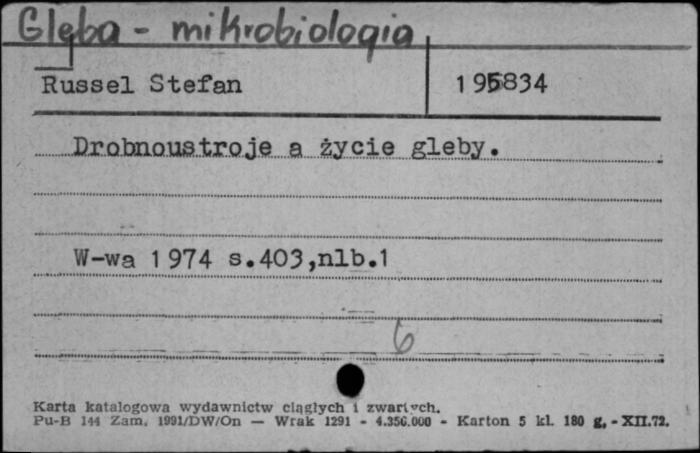 Gleba - mikrobiologia
Russel Stefan 195834
Drobnoustroje a życie gleby.
W-wa 1974 s.403,nlb.1
6
Karta katalogowa wydawnictw ciągłych i zwartych.
Pu-B 144 Zam. 1991/DW/On — Wrak 1291 - 4.350.000 - Karton 5 kl. 180 g. - XII.72.